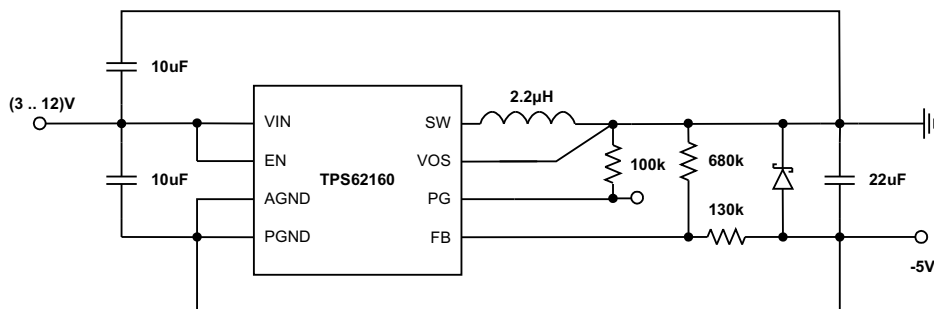 10uF
2.2µH
(3 .. 12)V
VIN
SW
EN
VOS
10uF
TPS62160
100k
680k
22uF
AGND
PG
130k
PGND
FB
-5V